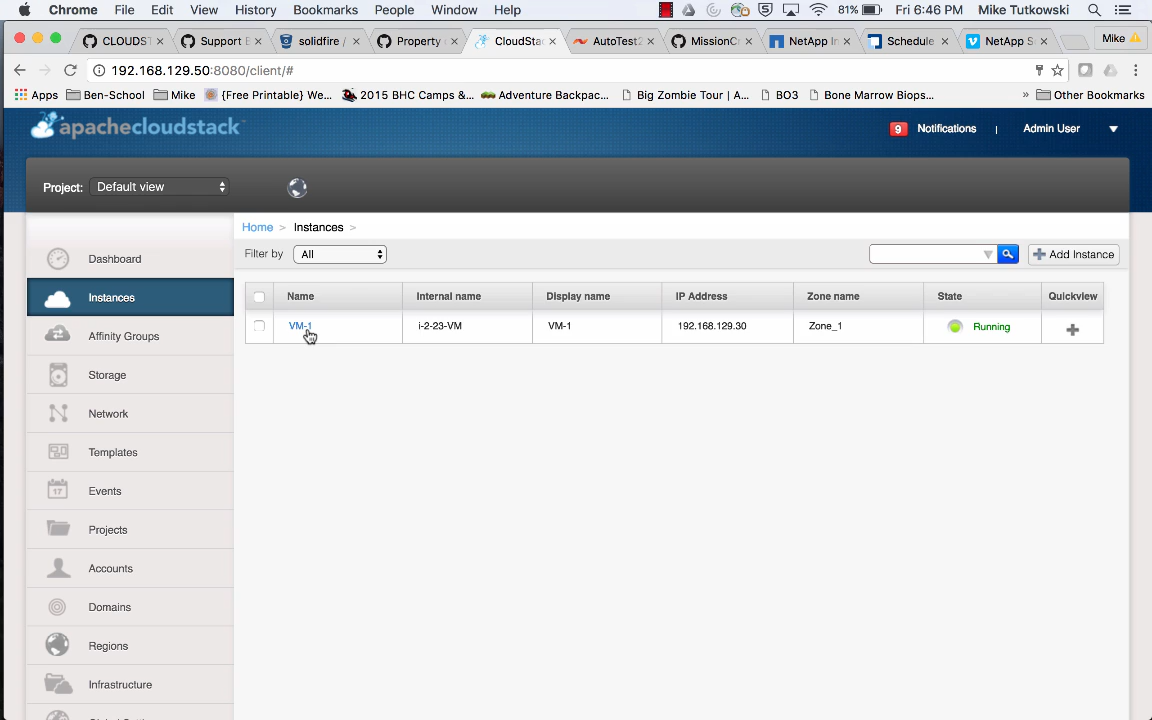 Chrome File Edit View History Bookmarks People Window Help 81% Fri 6:46 PM Mike Tutkowski
CLOUDST Support E solidfire / Property CloudStac AutoTest2 MissionCr NetApp In Schedule NetApp S Mike
192.168.129.50:8080/client/#
Apps Ben-School Mike {Free Printable} We... 2015 BHC Camps &... Adventure Backpac... Big Zombie Tour | A... BO3 Bone Marrow Biops... » Other Bookmarks
apachecloudstack
9 Notifications | Admin User
Project: Default view
Home > Instances >
Filter by All
Add Instance
Dashboard
Instances
Affinity Groups
Storage
Network
Templates
17 Events
Projects
Accounts
Domains
Regions
Infrastructure
Name Internal name Display name IP Address Zone name State Quickview
VM-1 i-2-23-VM VM-1 192.168.129.30 Zone_1 Running